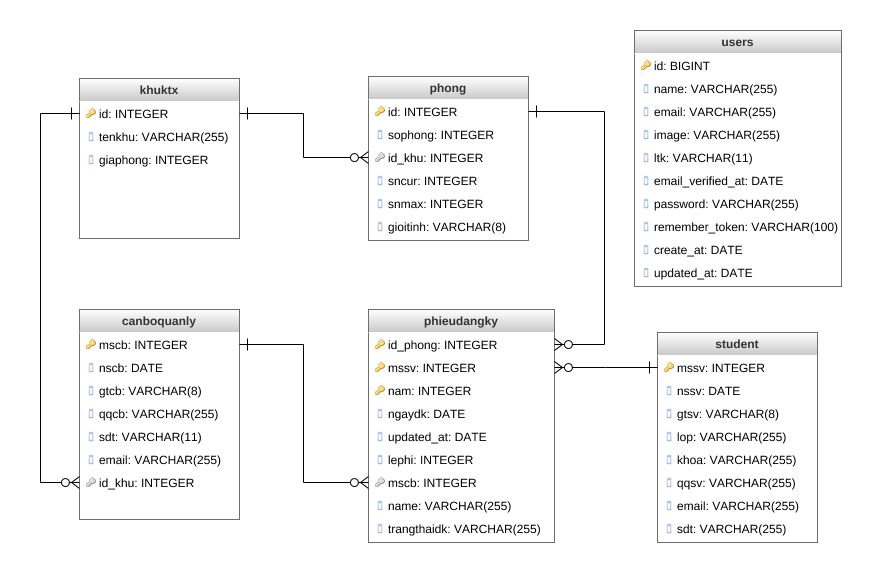 khuktx
id: INTEGER
tenkhu: VARCHAR(255)
giaphong: INTEGER
phong
id: INTEGER
sophong: INTEGER
id_khu: INTEGER
sncur: INTEGER
snmax: INTEGER
gioitinh: VARCHAR(8)
users
id: BIGINT
name: VARCHAR(255)
email: VARCHAR(255)
image: VARCHAR(255)
ltk: VARCHAR(11)
email_verified_at: DATE
password: VARCHAR(255)
remember_token: VARCHAR(100)
create_at: DATE
updated_at: DATE
canboquanly
mscb: INTEGER
nscb: DATE
gtcb: VARCHAR(8)
qqcb: VARCHAR(255)
sdt: VARCHAR(11)
email: VARCHAR(255)
id_khu: INTEGER
phieudangky
id_phong: INTEGER
mssv: INTEGER
nam: INTEGER
ngaydk: DATE
updated_at: DATE
lephi: INTEGER
mscb: INTEGER
name: VARCHAR(255)
trangthaidk: VARCHAR(255)
student
mssv: INTEGER
nssv: DATE
gtsv: VARCHAR(8)
lop: VARCHAR(255)
khoa: VARCHAR(255)
qqsv: VARCHAR(255)
email: VARCHAR(255)
sdt: VARCHAR(255)